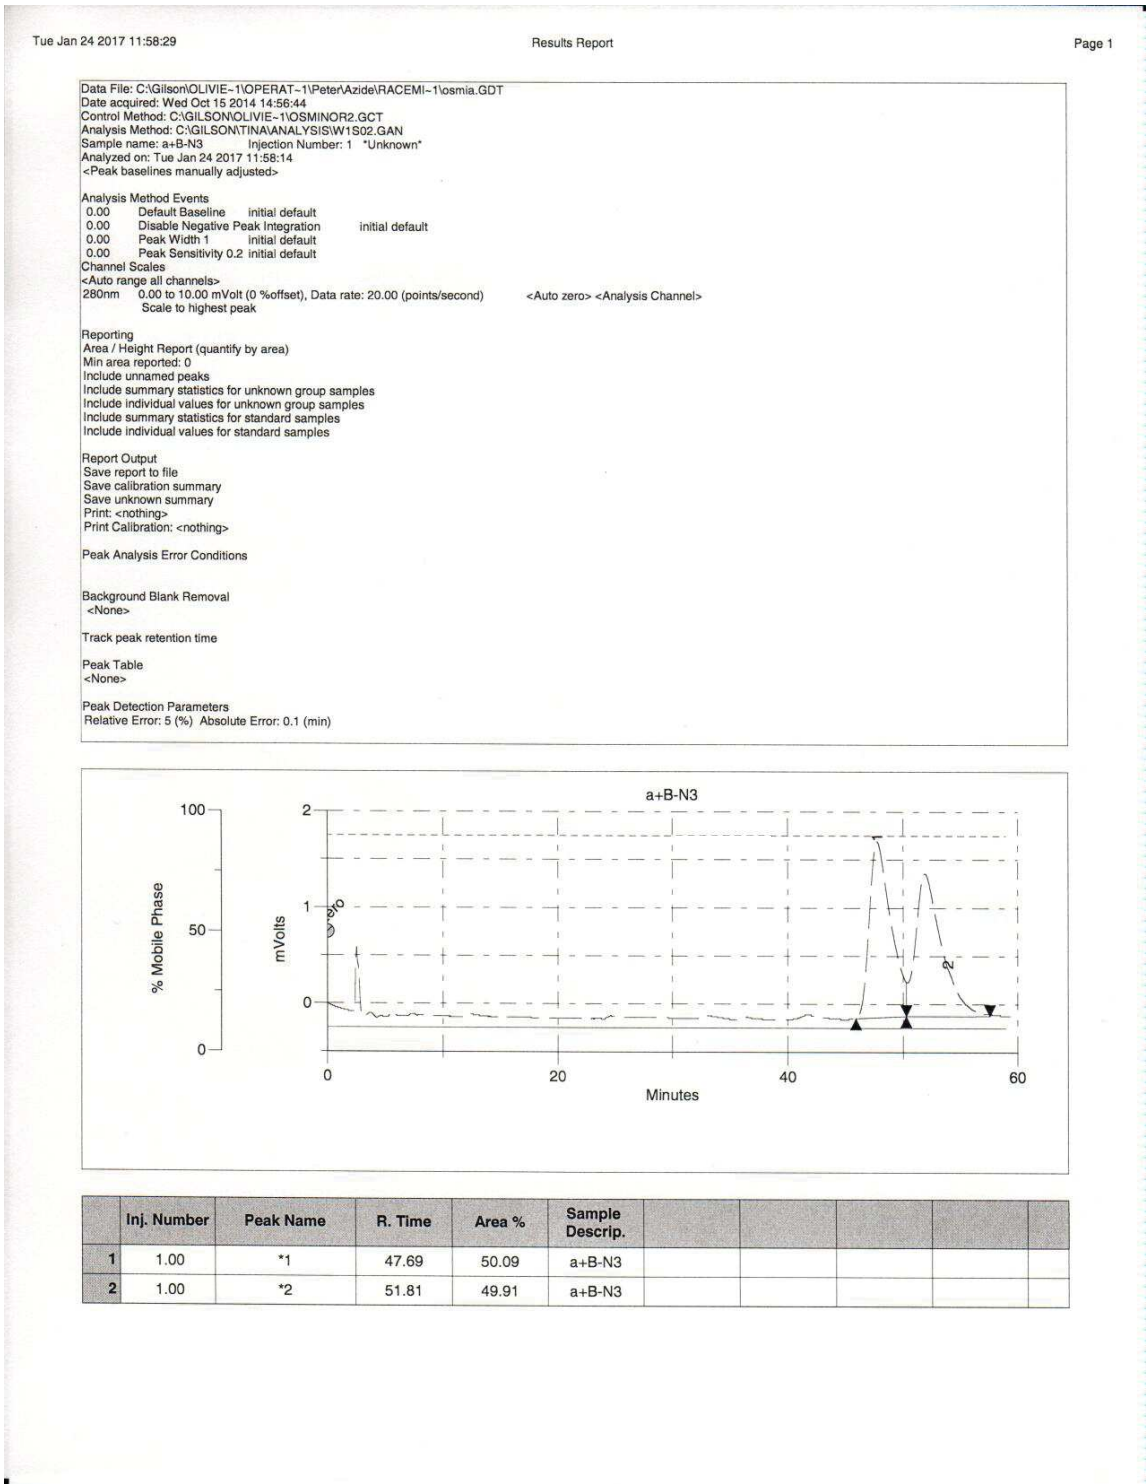 Tue Jan 24 2017 11:58:29 Results Report Page 1
Data File: C:\Gilson\OLIVIE~1\OPERAT~1\Peter\Azide\RACEMI~1\osmia.GDT
Date acquired: Wed Oct 15 2014 14:56:44
Control Method: C:\GILSON\OLIVIE~1\OSMINOR2.GCT
Analysis Method: C:\GILSON\TINA\ANALYSIS\W1S02.GAN
Sample name: a+B-N3 Injection Number: 1 *Unknown*
Analyzed on: Tue Jan 24 2017 11:58:14
<Peak baselines manually adjusted>
Analysis Method Events
0.00 Default Baseline initial default
0.00 Disable Negative Peak Integration initial default
0.00 Peak Width 1 initial default
0.00 Peak Sensitivity 0.2 initial default
Channel Scales
<Auto range all channels>
280nm 0.00 to 10.00 mVolt (0 %offset), Data rate: 20.00 (points/second) <Auto zero> <Analysis Channel>
Scale to highest peak
Reporting
Area / Height Report (quantify by area)
Min area reported: 0
Include unnamed peaks
Include summary statistics for unknown group samples
Include individual values for unknown group samples
Include summary statistics for standard samples
Include individual values for standard samples
Report Output
Save report to file
Save calibration summary
Save unknown summary
Print: <nothing>
Print Calibration: <nothing>
Peak Analysis Error Conditions
Background Blank Removal
<None>
Track peak retention time
Peak Table
<None>
Peak Detection Parameters
Relative Error: 5 (%) Absolute Error: 0.1 (min)
a+B-N3
100 2
% Mobile Phase
50
mVolts
1
0
0
2
0 20 40 60
Minutes
Inj. Number Peak Name R. Time Area % Sample Descrip.
1 1.00 *1 47.69 50.09 a+B-N3
2 1.00 *2 51.81 49.91 a+B-N3